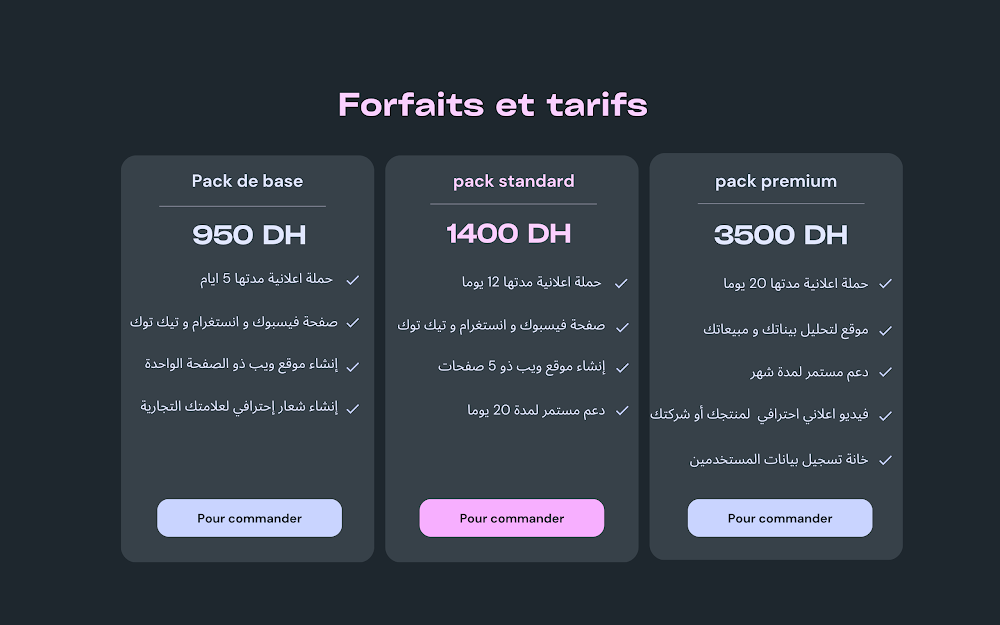 Forfaits et tarifs
Pack de base
950 DH
حملة اعلانية مدتها 5 ايام
صفحة فيسبوك و انستغرام و تيك توك
إنشاء موقع ويب ذو الصفحة الواحدة
إنشاء شعار إحترافي لعلامتك التجارية
Pour commander
pack standard
1400 DH
حملة اعلانية مدتها 12 يوما
صفحة فيسبوك و انستغرام و تيك توك
إنشاء موقع ويب ذو 5 صفحات
دعم مستمر لمدة 20 يوما
Pour commander
pack premium
3500 DH
حملة اعلانية مدتها 20 يوما
موقع لتحليل بيناتك و مبيعاتك
دعم مستمر لمدة شهر
فيديو اعلاني احترافي لمنتجك أو شركتك
خانة تسجيل بيانات المستخدمين
Pour commander